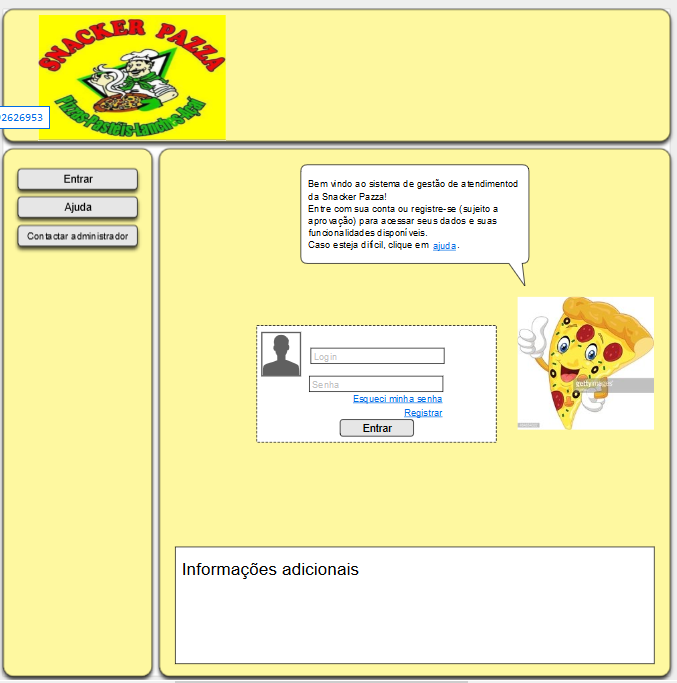 SNACKER PAZZA
Pizzas-Pastéis-Lanches-Açaí
2626953
Entrar
Ajuda
Contactar administrador
Bem vindo ao sistema de gestão de atendimentod
da Snacker Pazza!
Entre com sua conta ou registre-se (sujeito a
aprovação) para acessar seus dados e suas
funcionalidades disponíveis.
Caso esteja difícil, clique em ajuda.
gettyimages
Login
Senha
Esqueci minha senha
Registrar
Entrar
Informações adicionais